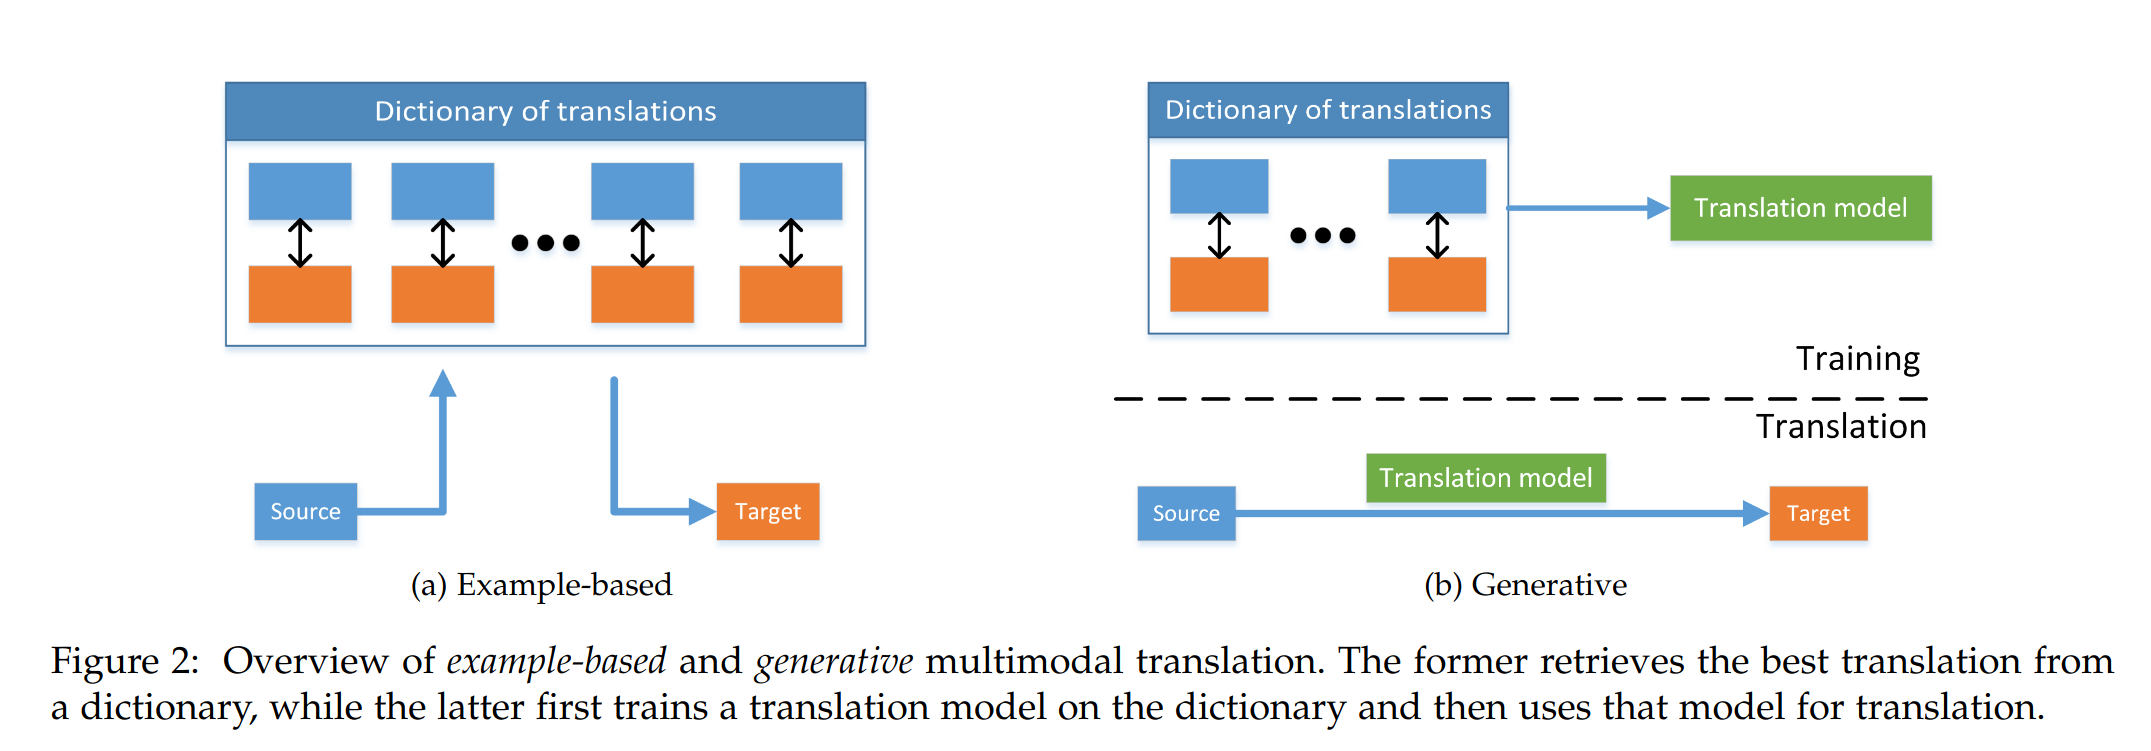 Dictionary of translations
Source
Target
(a) Example-based
Dictionary of translations
Translation model
Training
Translation
Translation model
Source
Target
(b) Generative
Figure 2: Overview of example-based and generative multimodal translation. The former retrieves the best translation from
a dictionary, while the latter first trains a translation model on the dictionary and then uses that model for translation.